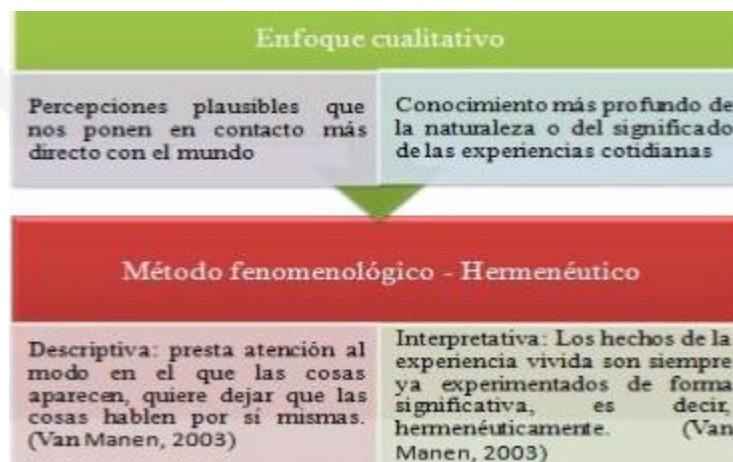 Enfoque cualitativo
Percepciones plausibles que
nos ponen en contacto más
directo con el mundo
Conocimiento más profundo de
la naturaleza o del significado
de las experiencias cotidianas
Método fenomenológico - Hermenéutico
Descriptiva: presta atención al
modo en el que las cosas
aparecen, quiere dejar que las
cosas hablen por sí mismas.
(Van Manen, 2003)
Interpretativa: Los hechos de la
experiencia vivida son siempre
ya experimentados de forma
significativa, es decir,
hermenéuticamente. (Van
Manen, 2003)